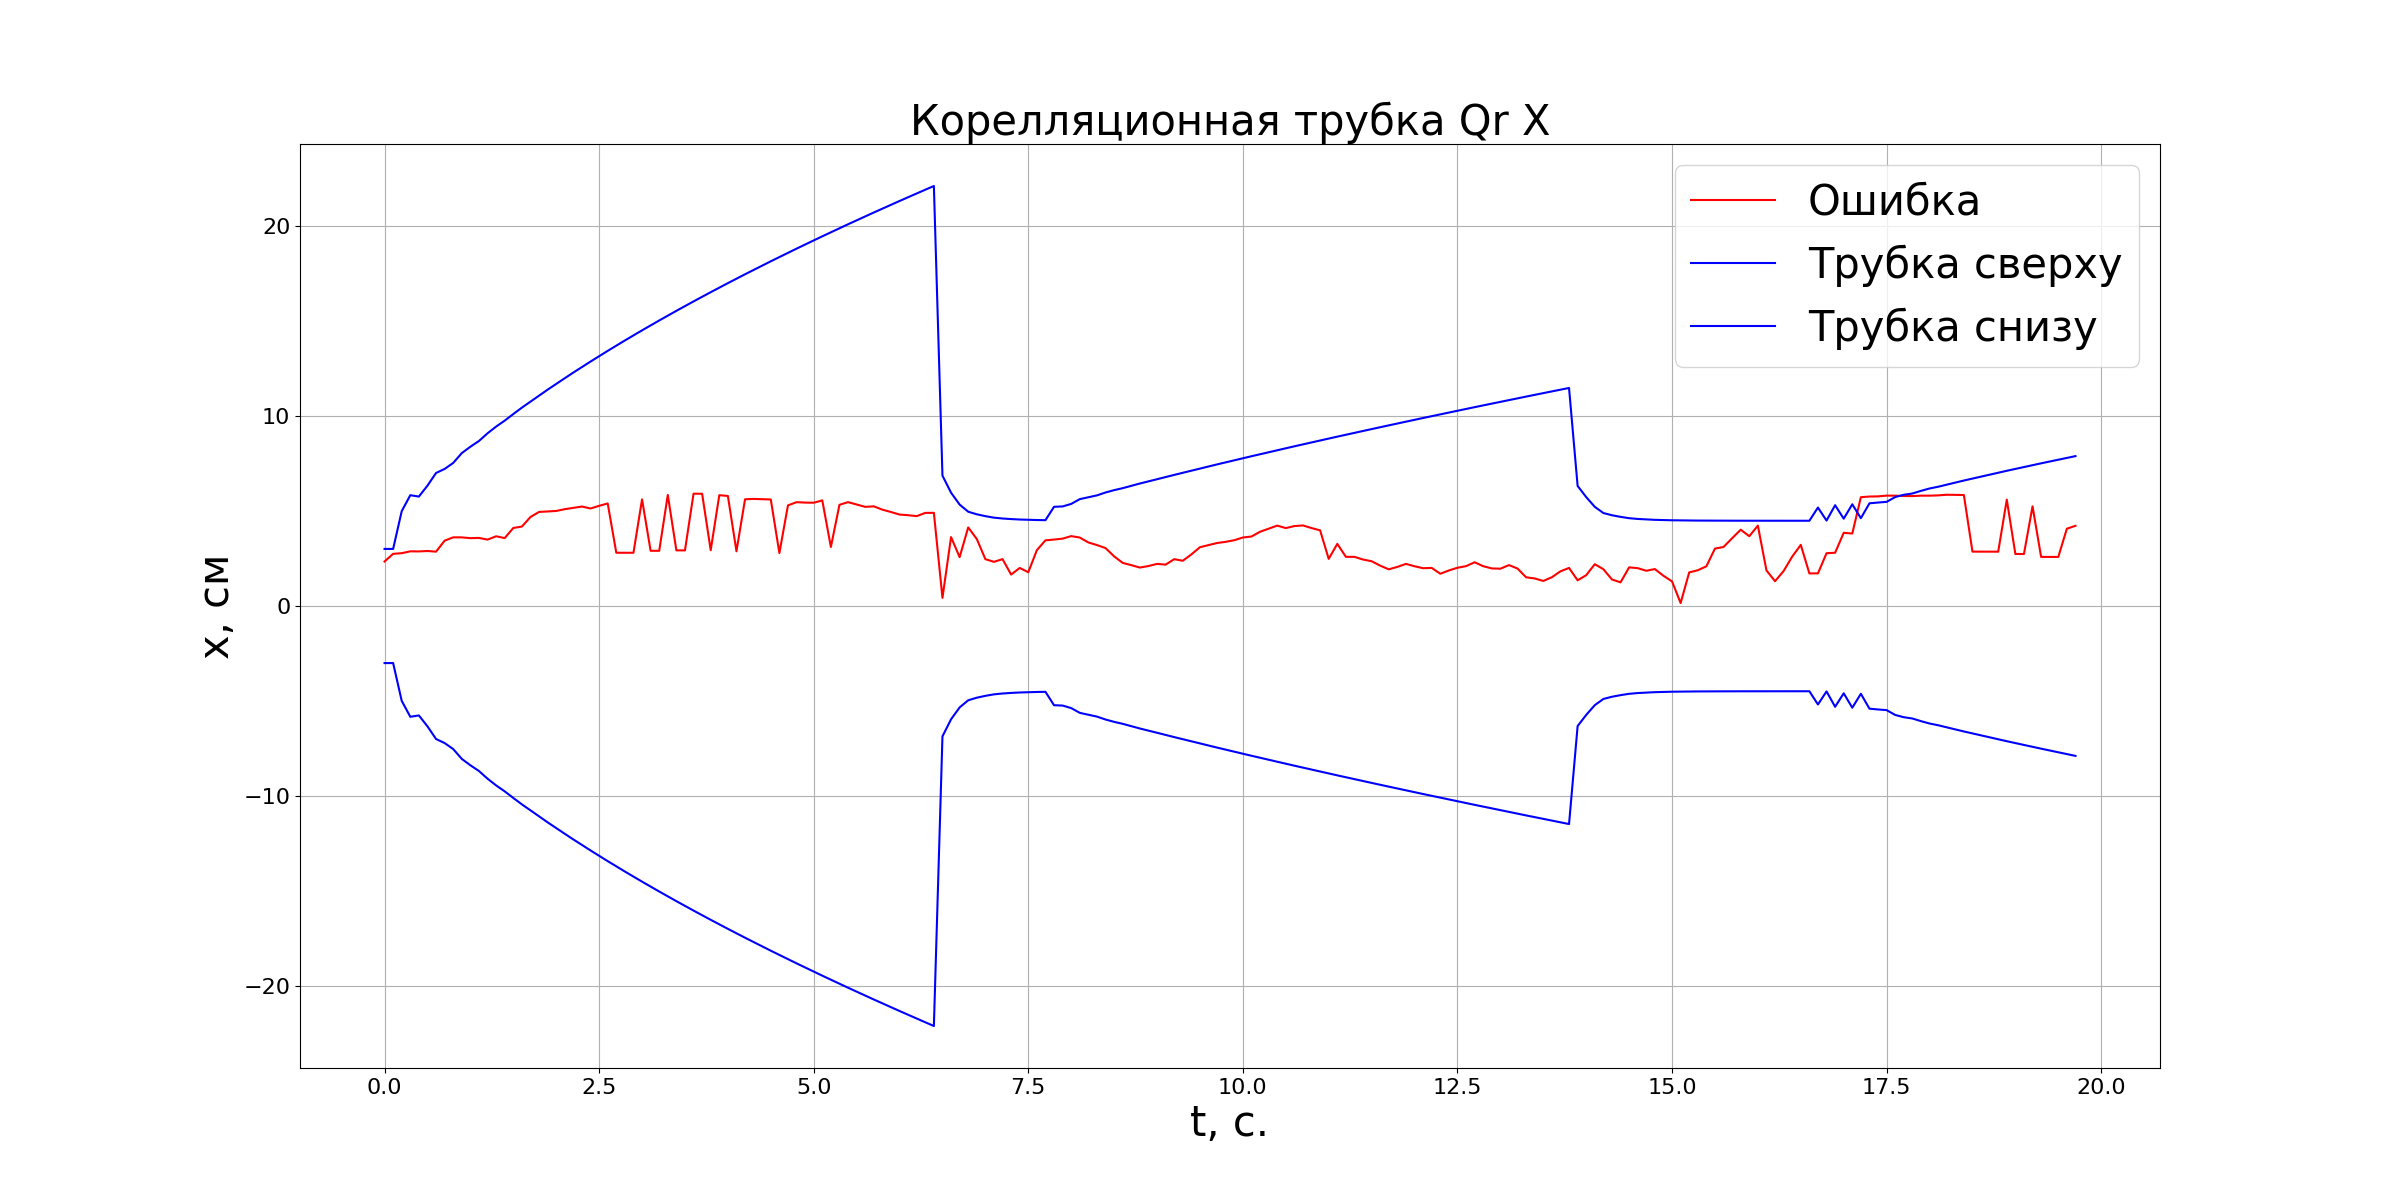 Корелляционная трубка Qr X
Ошибка
Трубка сверху
Трубка снизу
20
10
0
−10
−20
x, см
0.0 2.5 5.0 7.5 10.0 12.5 15.0 17.5 20.0
t, с.